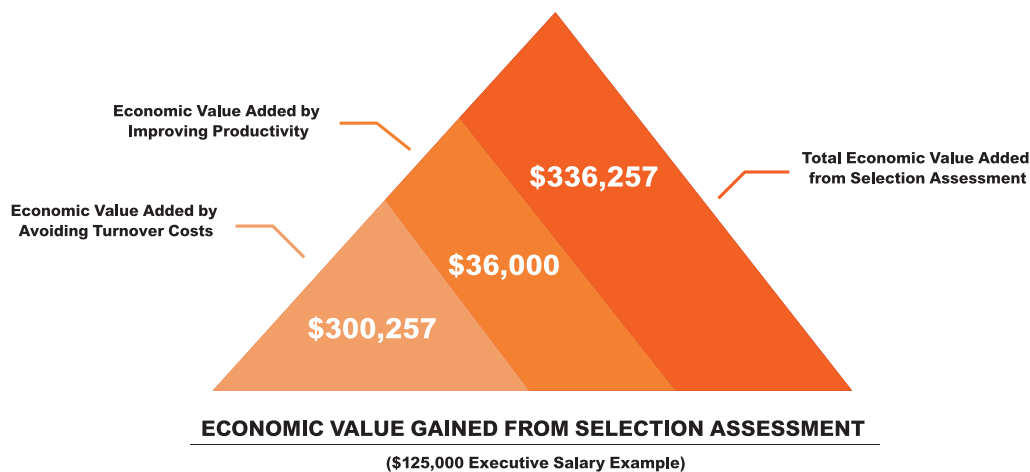 Economic Value Added by
Improving Productivity
$336,257
Total Economic Value Added
from Selection Assessment
Economic Value Added by
Avoiding Turnover Costs
$36,000
$300,257
ECONOMIC VALUE GAINED FROM SELECTION ASSESSMENT
($125,000 Executive Salary Example)